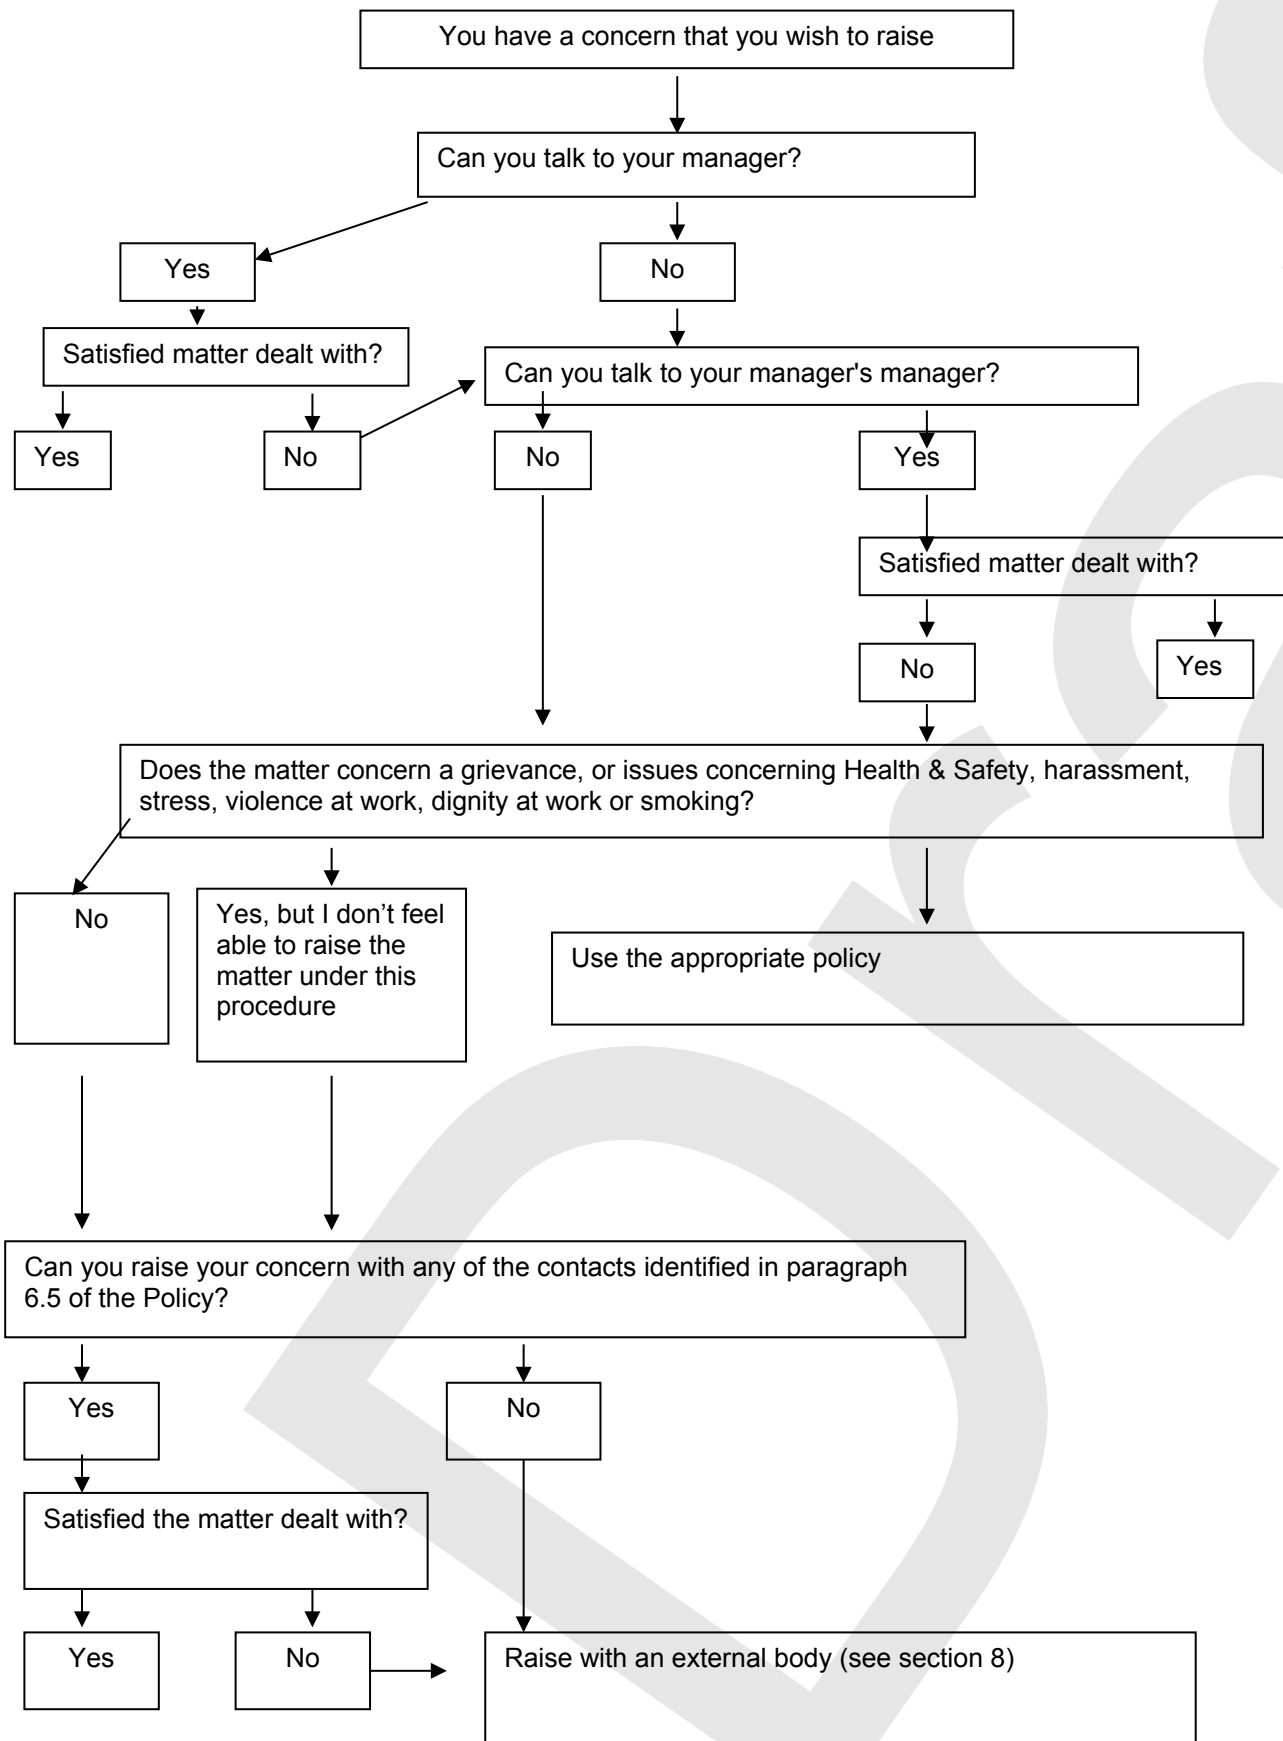 You have a concern that you wish to raise
Can you talk to your manager?
Yes
No
Satisfied matter dealt with?
Can you talk to your manager's manager?
Yes
No
No
Yes
Satisfied matter dealt with?
No
Yes
Does the matter concern a grievance, or issues concerning Health & Safety, harassment,
stress, violence at work, dignity at work or smoking?
No
Yes, but I don’t feel
able to raise the
matter under this
procedure
Use the appropriate policy
Can you raise your concern with any of the contacts identified in paragraph
6.5 of the Policy?
Yes
No
Satisfied the matter dealt with?
Yes
No
Raise with an external body (see section 8)